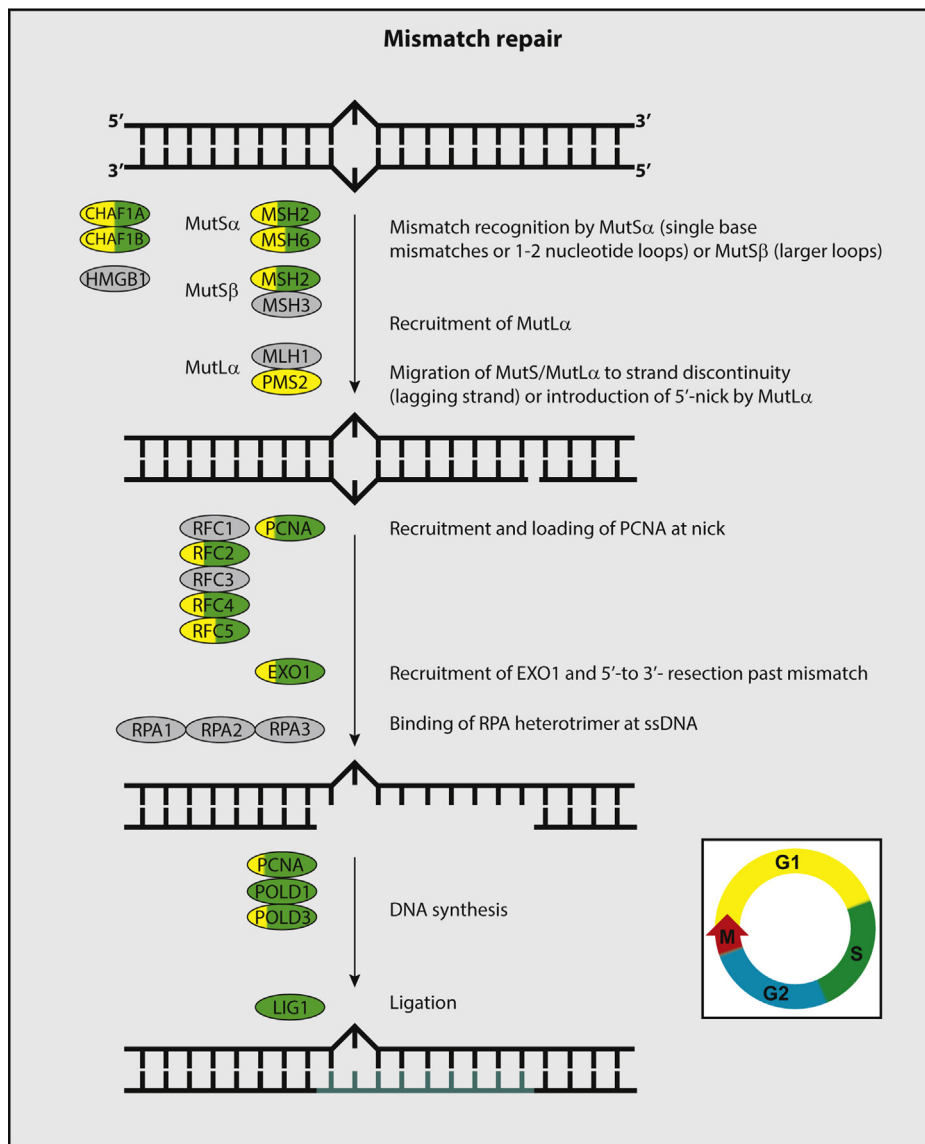 Mismatch repair
5′ 3′
3′ 5′
CHAF1A
CHAF1B
HMGB1
MutSα
MSH2
MSH6
MutSβ
MSH2
MSH3
MutLα
MLH1
PMS2
Mismatch recognition by MutSα (single base
mismatches or 1-2 nucleotide loops) or MutSβ (larger loops)
Recruitment of MutLα
Migration of MutS/MutLα to strand discontinuity
(lagging strand) or introduction of 5′-nick by MutLα
RFC1
RFC2
RFC3
RFC4
RFC5
PCNA
Recruitment and loading of PCNA at nick
EXO1
Recruitment of EXO1 and 5′-to 3′- resection past mismatch
RPA1 RPA2 RPA3
Binding of RPA heterotrimer at ssDNA
PCNA
POLD1
POLD3
DNA synthesis
LIG1
Ligation
G1
M
S
G2